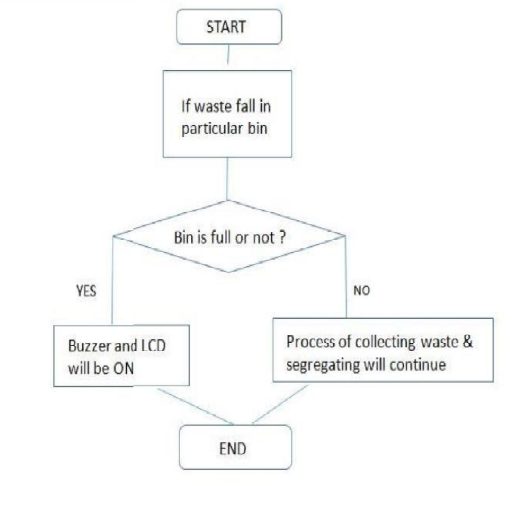 START
If waste fall in
particular bin
Bin is full or not ?
YES
NO
Buzzer and LCD
will be ON
Process of collecting waste &
segregating will continue
END